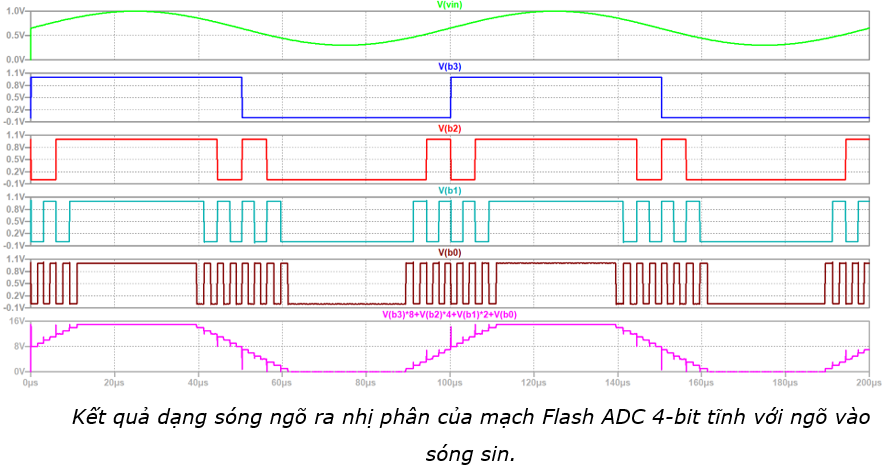 V(vin)
1.0V
0.5V
0.0V
V(b3)
1.1V
0.8V
0.5V
0.2V
-0.1V
V(b2)
1.1V
0.8V
0.5V
0.2V
-0.1V
V(b1)
1.1V
0.8V
0.5V
0.2V
-0.1V
V(b0)
1.1V
0.8V
0.5V
0.2V
-0.1V
V(b3)*8+V(b2)*4+V(b1)*2+V(b0)
16V
8V
0V
0µs 20µs 40µs 60µs 80µs 100µs 120µs 140µs 160µs 180µs 200µs
Kết quả dạng sóng ngõ ra nhị phân của mạch Flash ADC 4-bit tĩnh với ngõ vào
sóng sin.